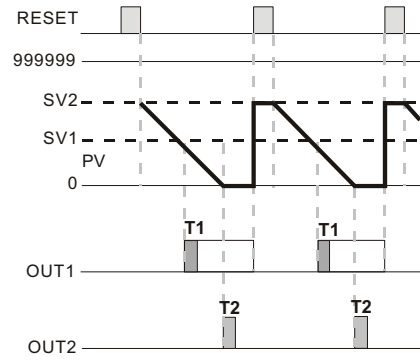 RESET
999999
SV2
SV1
PV
0
T1 T1
OUT1
T2 T2
OUT2